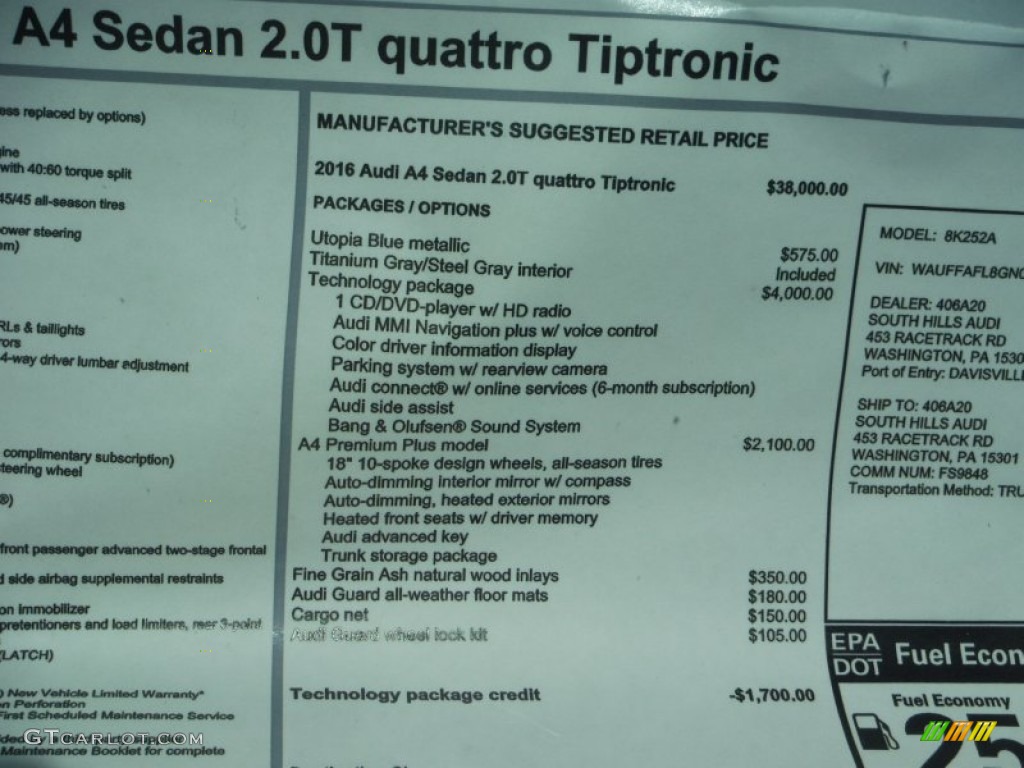 A4 Sedan 2.0T quattro Tiptronic
replaced by options)
with 40:60 torque split
45/45 all-season tires
steering
& taillights
4-way driver lumbar adjustment
complimentary subscription)
wheel
front passenger advanced two-stage frontal
side airbag supplemental restraints
immobilizer
pretentioners and load limiters, rear 3-point
(LATCH)
New Vehicle Limited Warranty*
Perforation
First Scheduled Maintenance Service
Maintenance Booklet for complete
MANUFACTURER'S SUGGESTED RETAIL PRICE
2016 Audi A4 Sedan 2.0T quattro Tiptronic $38,000.00
PACKAGES / OPTIONS
Utopia Blue metallic $575.00
Titanium Gray/Steel Gray interior Included
Technology package $4,000.00
1 CD/DVD-player w/ HD radio
Audi MMI Navigation plus w/ voice control
Color driver information display
Parking system w/ rearview camera
Audi connect® w/ online services (6-month subscription)
Audi side assist
Bang & Olufsen® Sound System
A4 Premium Plus model $2,100.00
18" 10-spoke design wheels, all-season tires
Auto-dimming interior mirror w/ compass
Auto-dimming, heated exterior mirrors
Heated front seats w/ driver memory
Audi advanced key
Trunk storage package
Fine Grain Ash natural wood inlays $350.00
Audi Guard all-weather floor mats $180.00
Cargo net $150.00
Audi Guard wheel lock kit $105.00
Technology package credit -$1,700.00
MODEL: 8K252A
VIN: WAUFFAFL8GN
DEALER: 406A20
SOUTH HILLS AUDI
453 RACETRACK RD
WASHINGTON, PA 1530
Port of Entry: DAVISVILLE
SHIP TO: 406A20
SOUTH HILLS AUDI
453 RACETRACK RD
WASHINGTON, PA 15301
COMM NUM: FS9848
Transportation Method: TRU
EPA
DOT Fuel Econ
Fuel Economy
25
GTCARLOT.COM